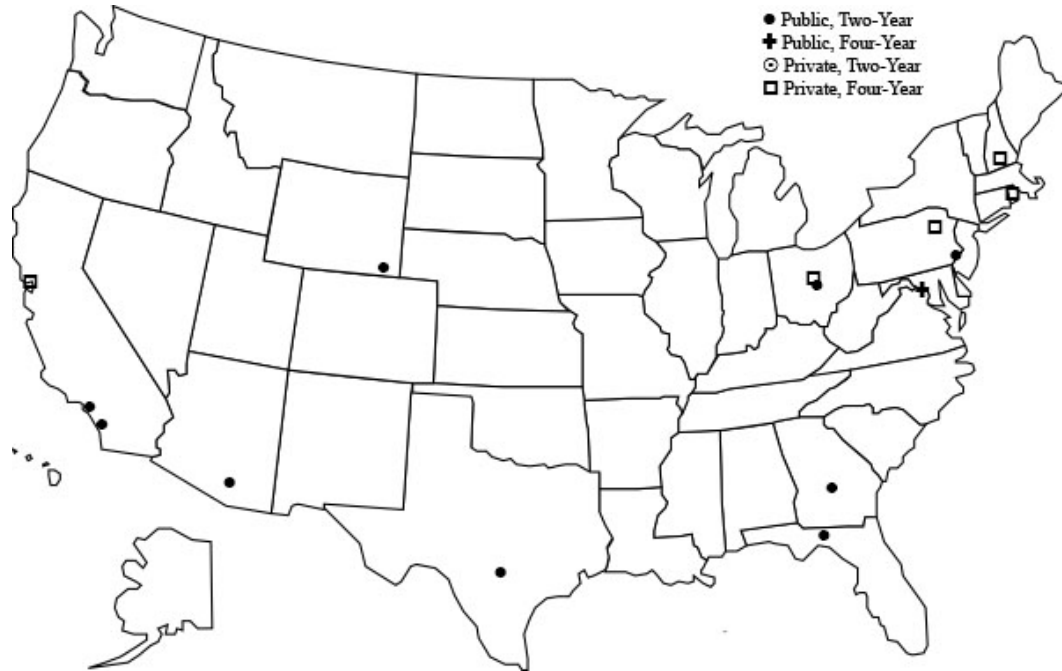 Public, Two-Year
Public, Four-Year
Private, Two-Year
Private, Four-Year